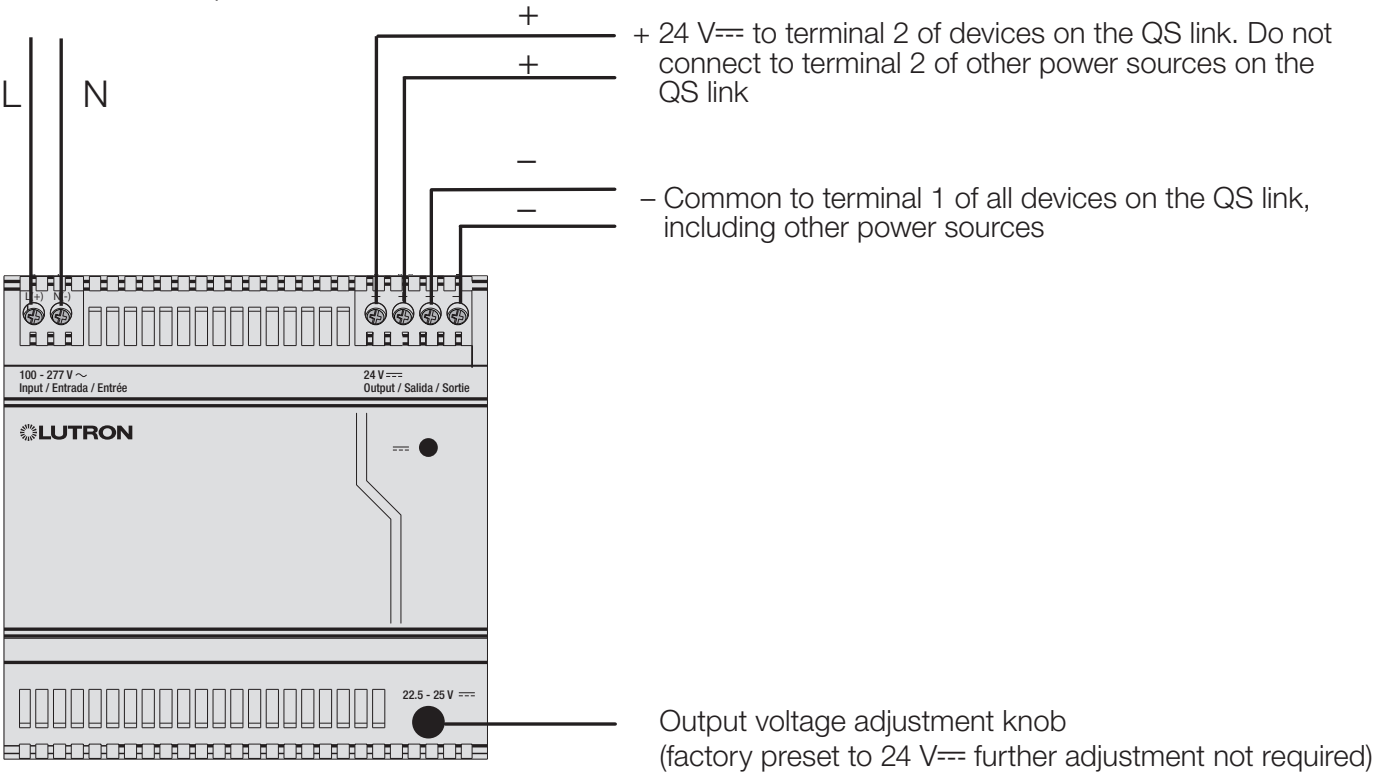 +
+ 24 V⎓ to terminal 2 of devices on the QS link. Do not
+
connect to terminal 2 of other power sources on the
QS link
L N
–
– Common to terminal 1 of all devices on the QS link,
–
including other power sources
L(+) N(-)
+ + – –
100 - 277 V ~
Input / Entrada / Entrée
24 V⎓
Output / Salida / Sortie
LUTRON
⎓
22.5 - 25 V ⎓
Output voltage adjustment knob
(factory preset to 24 V⎓ further adjustment not required)